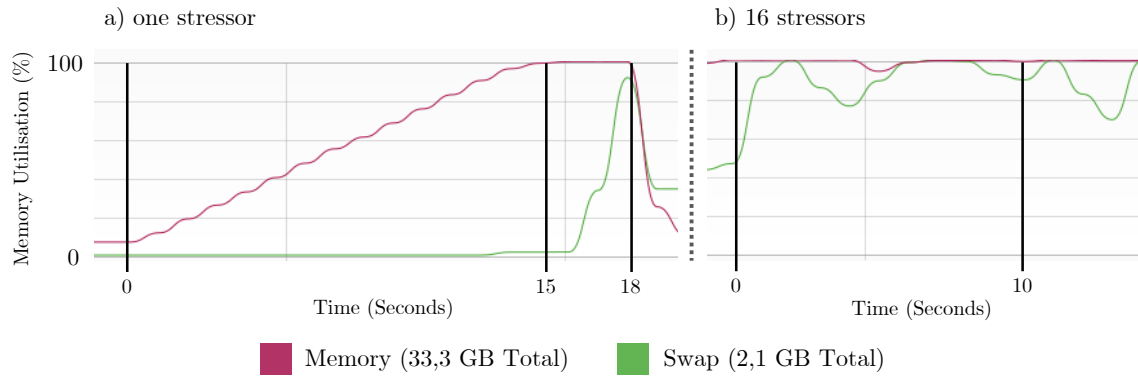 a) one stressor
b) 16 stressors
Memory Utilisation (%)
100
0
0
15
18
0
10
Time (Seconds)
Time (Seconds)
Memory (33,3 GB Total)
Swap (2,1 GB Total)